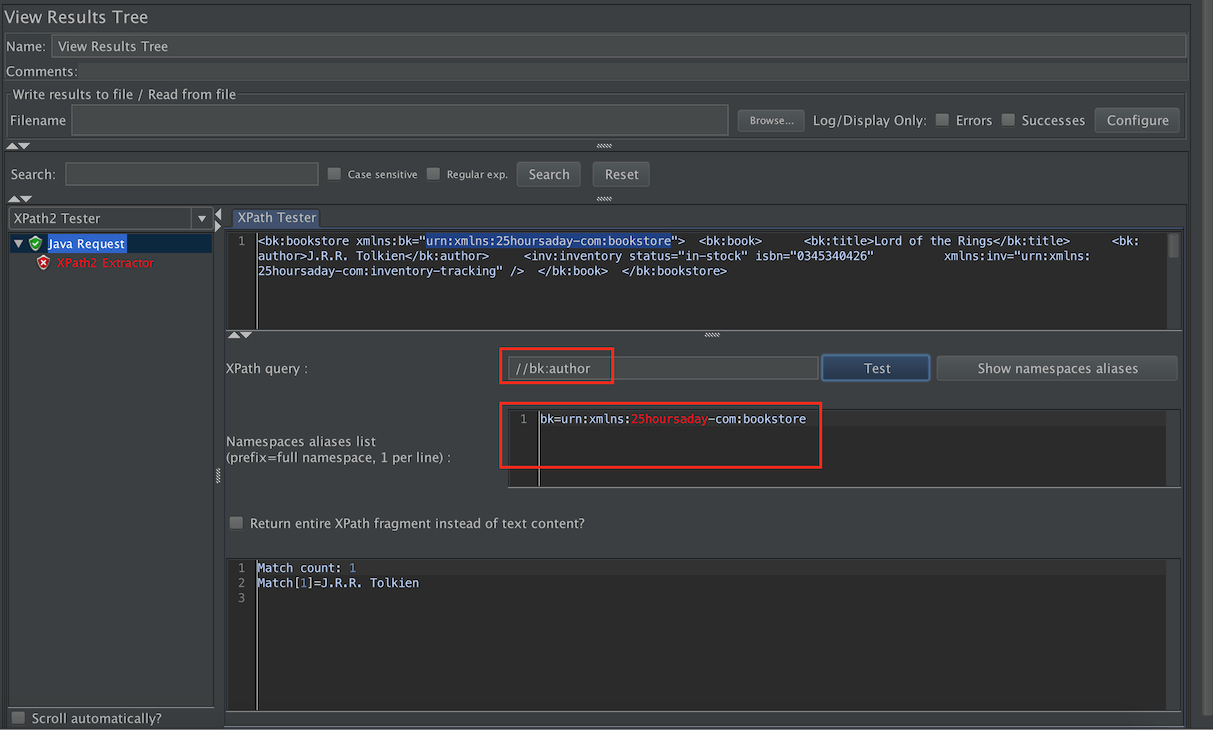 View Results Tree
Name: View Results Tree
Comments:
Write results to file / Read from file
Filename Browse... Log/Display Only: Errors Successes Configure
Search: Case sensitive Regular exp. Search Reset
XPath2 Tester
Java Request
XPath2 Extractor
XPath Tester
1 <bk:bookstore xmlns:bk="urn:xmlns:25hoursaday-com:bookstore"> <bk:book> <bk:title>Lord of the Rings</bk:title> <bk:
author>J.R.R. Tolkien</bk:author> <inv:inventory status="in-stock" isbn="0345340426" xmlns:inv="urn:xmlns:
25hoursaday-com:inventory-tracking" /> </bk:book> </bk:bookstore>
XPath query : //bk:author Test Show namespaces aliases
1 bk=urn:xmlns:25hoursaday-com:bookstore
Namespaces aliases list
(prefix=full namespace, 1 per line) :
Return entire XPath fragment instead of text content?
1 Match count: 1
2 Match[1]=J.R.R. Tolkien
3
Scroll automatically?